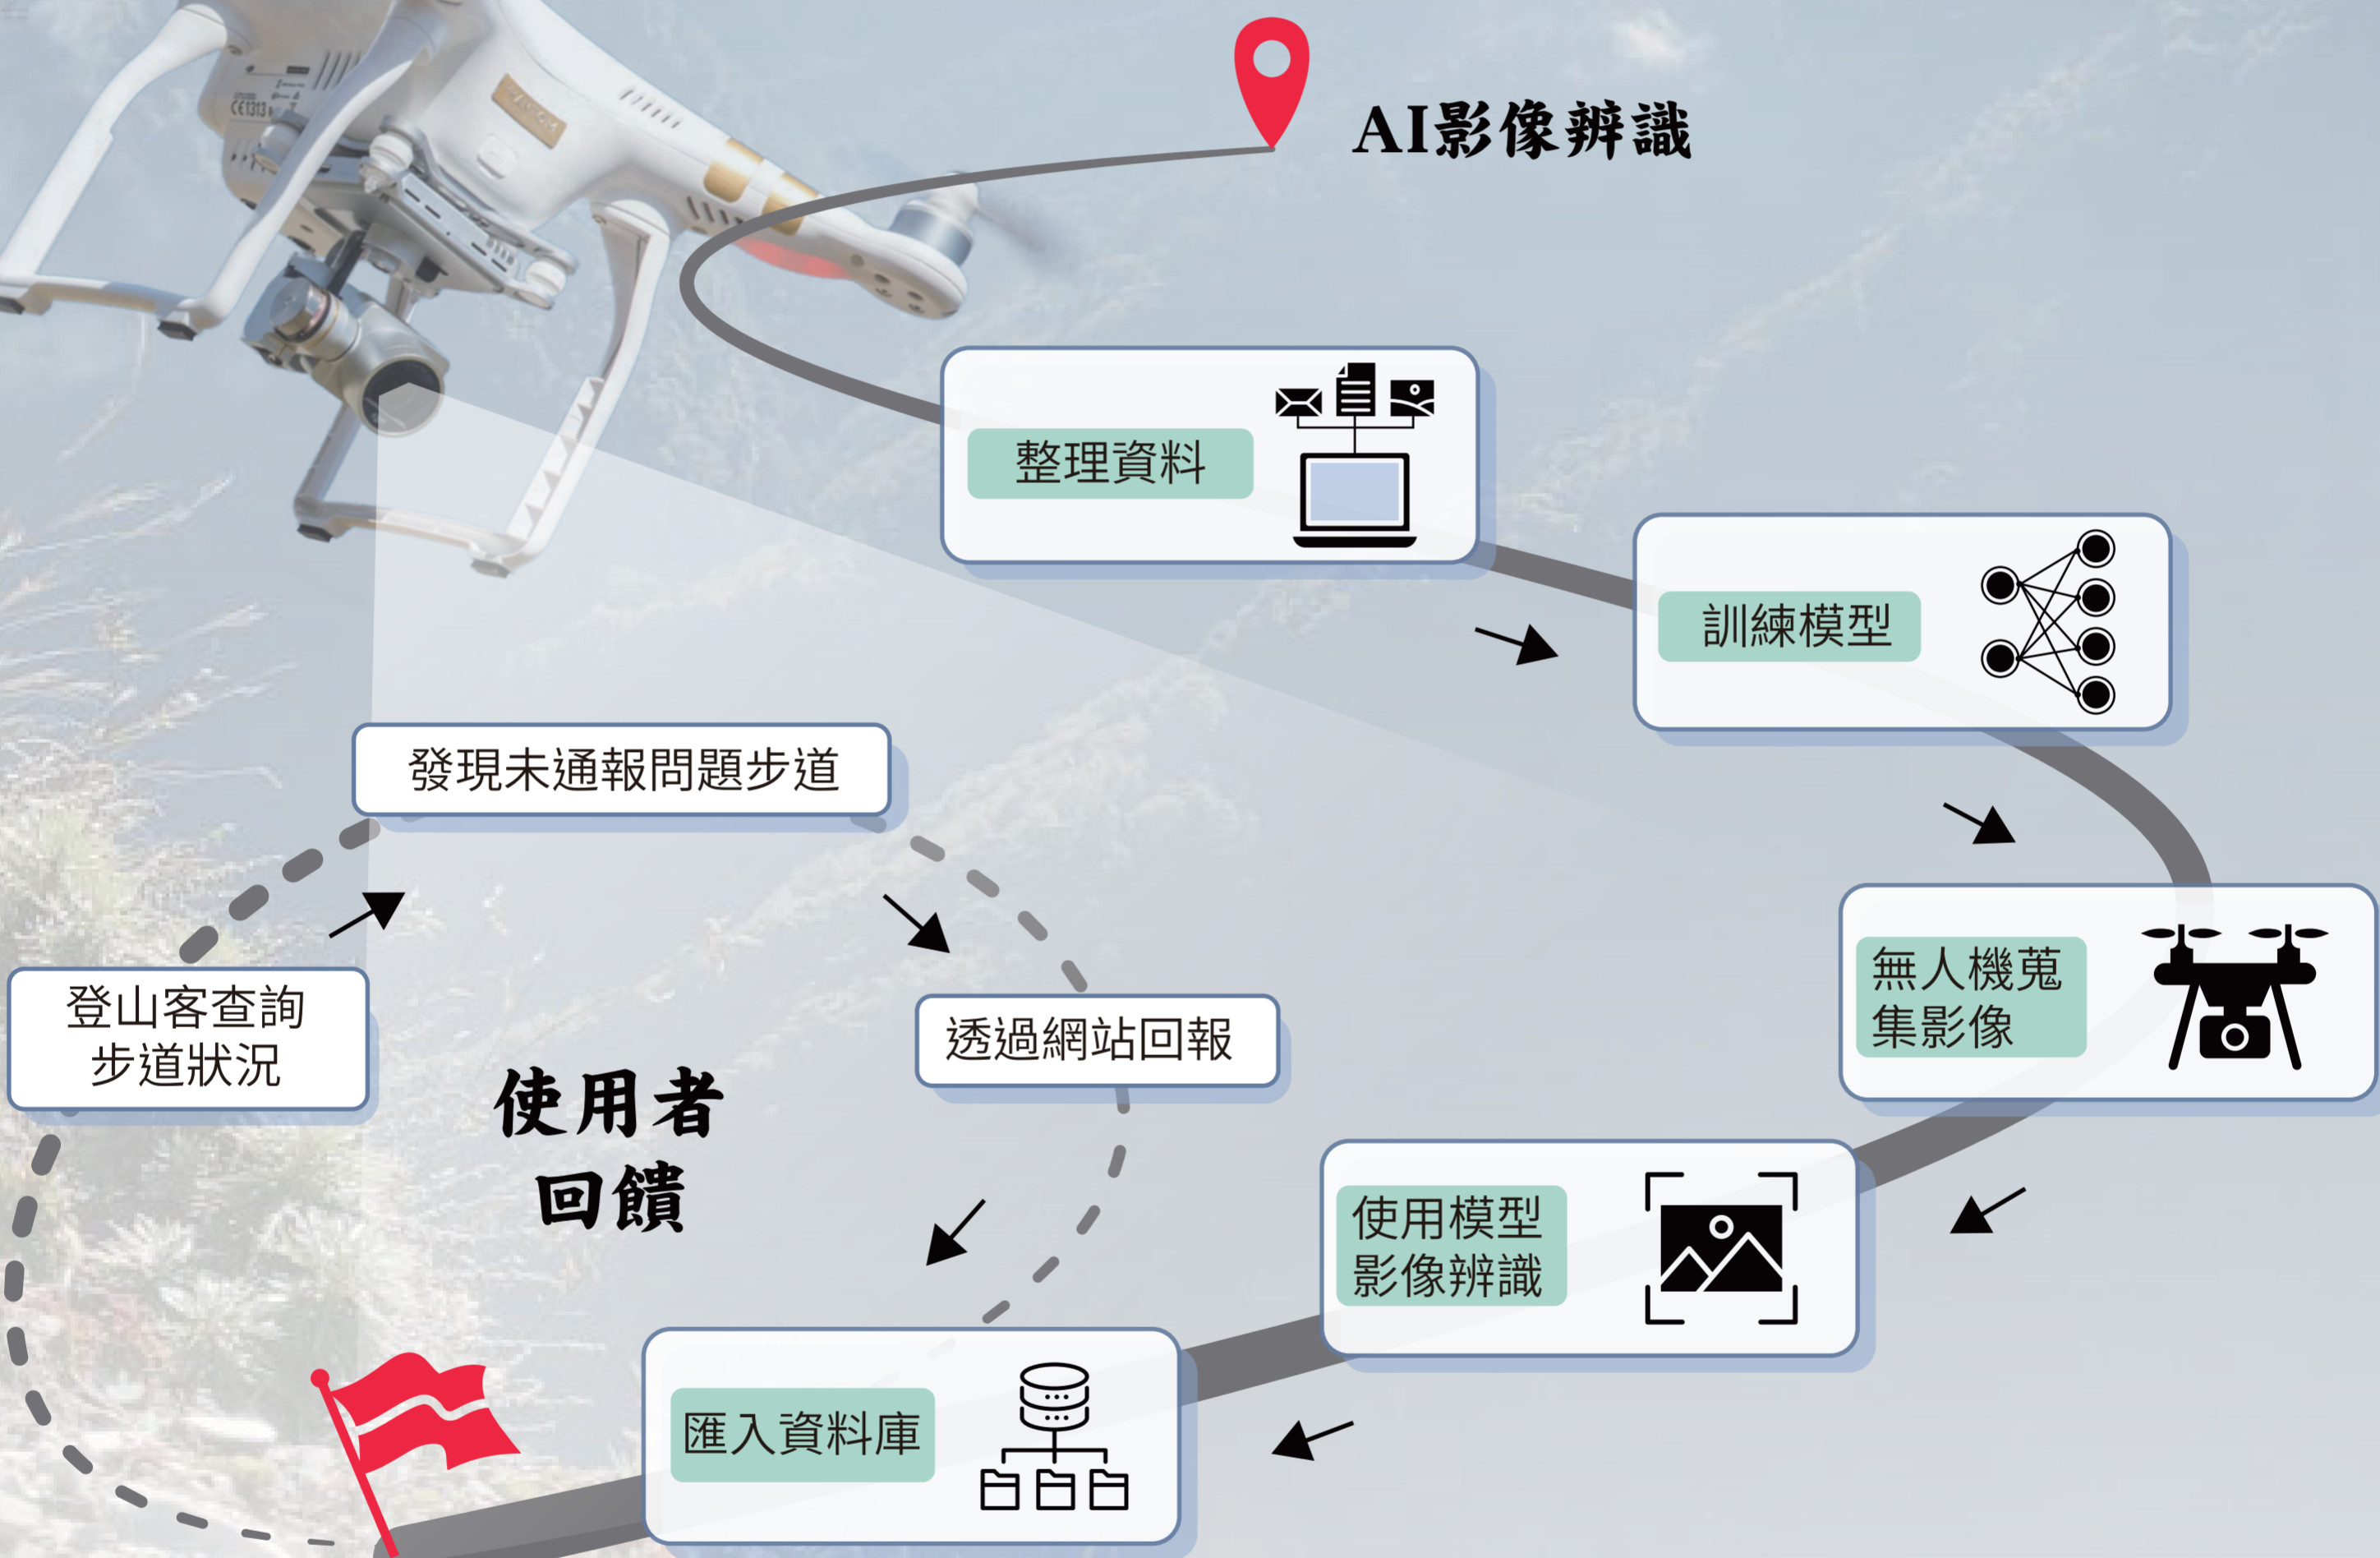 AI影像辨識
整理資料
訓練模型
無人機蒐
集影像
使用模型
影像辨識
匯入資料庫
發現未通報問題步道
透過網站回報
登山客查詢
步道狀況
使用者
回饋
CE1313